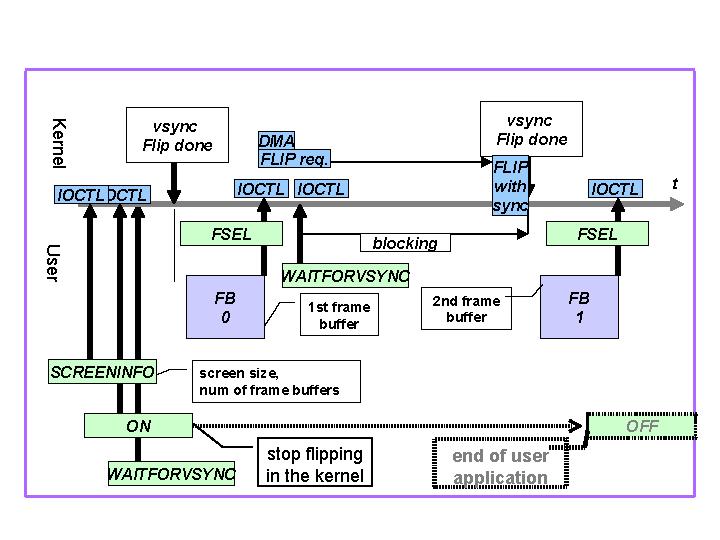 Kernel
vsync
Flip done
vsync
Flip done
DMA
FLIP req.
FLIP
with
sync
IOCTL
OCTL
IOCTL
IOCTL
IOCTL
t
User
FSEL
blocking
FSEL
WAITFORVSYNC
FB
0
1st frame
buffer
2nd frame
buffer
FB
1
SCREENINFO
screen size,
num of frame buffers
ON
OFF
stop flipping
in the kernel
end of user
application
WAITFORVSYNC